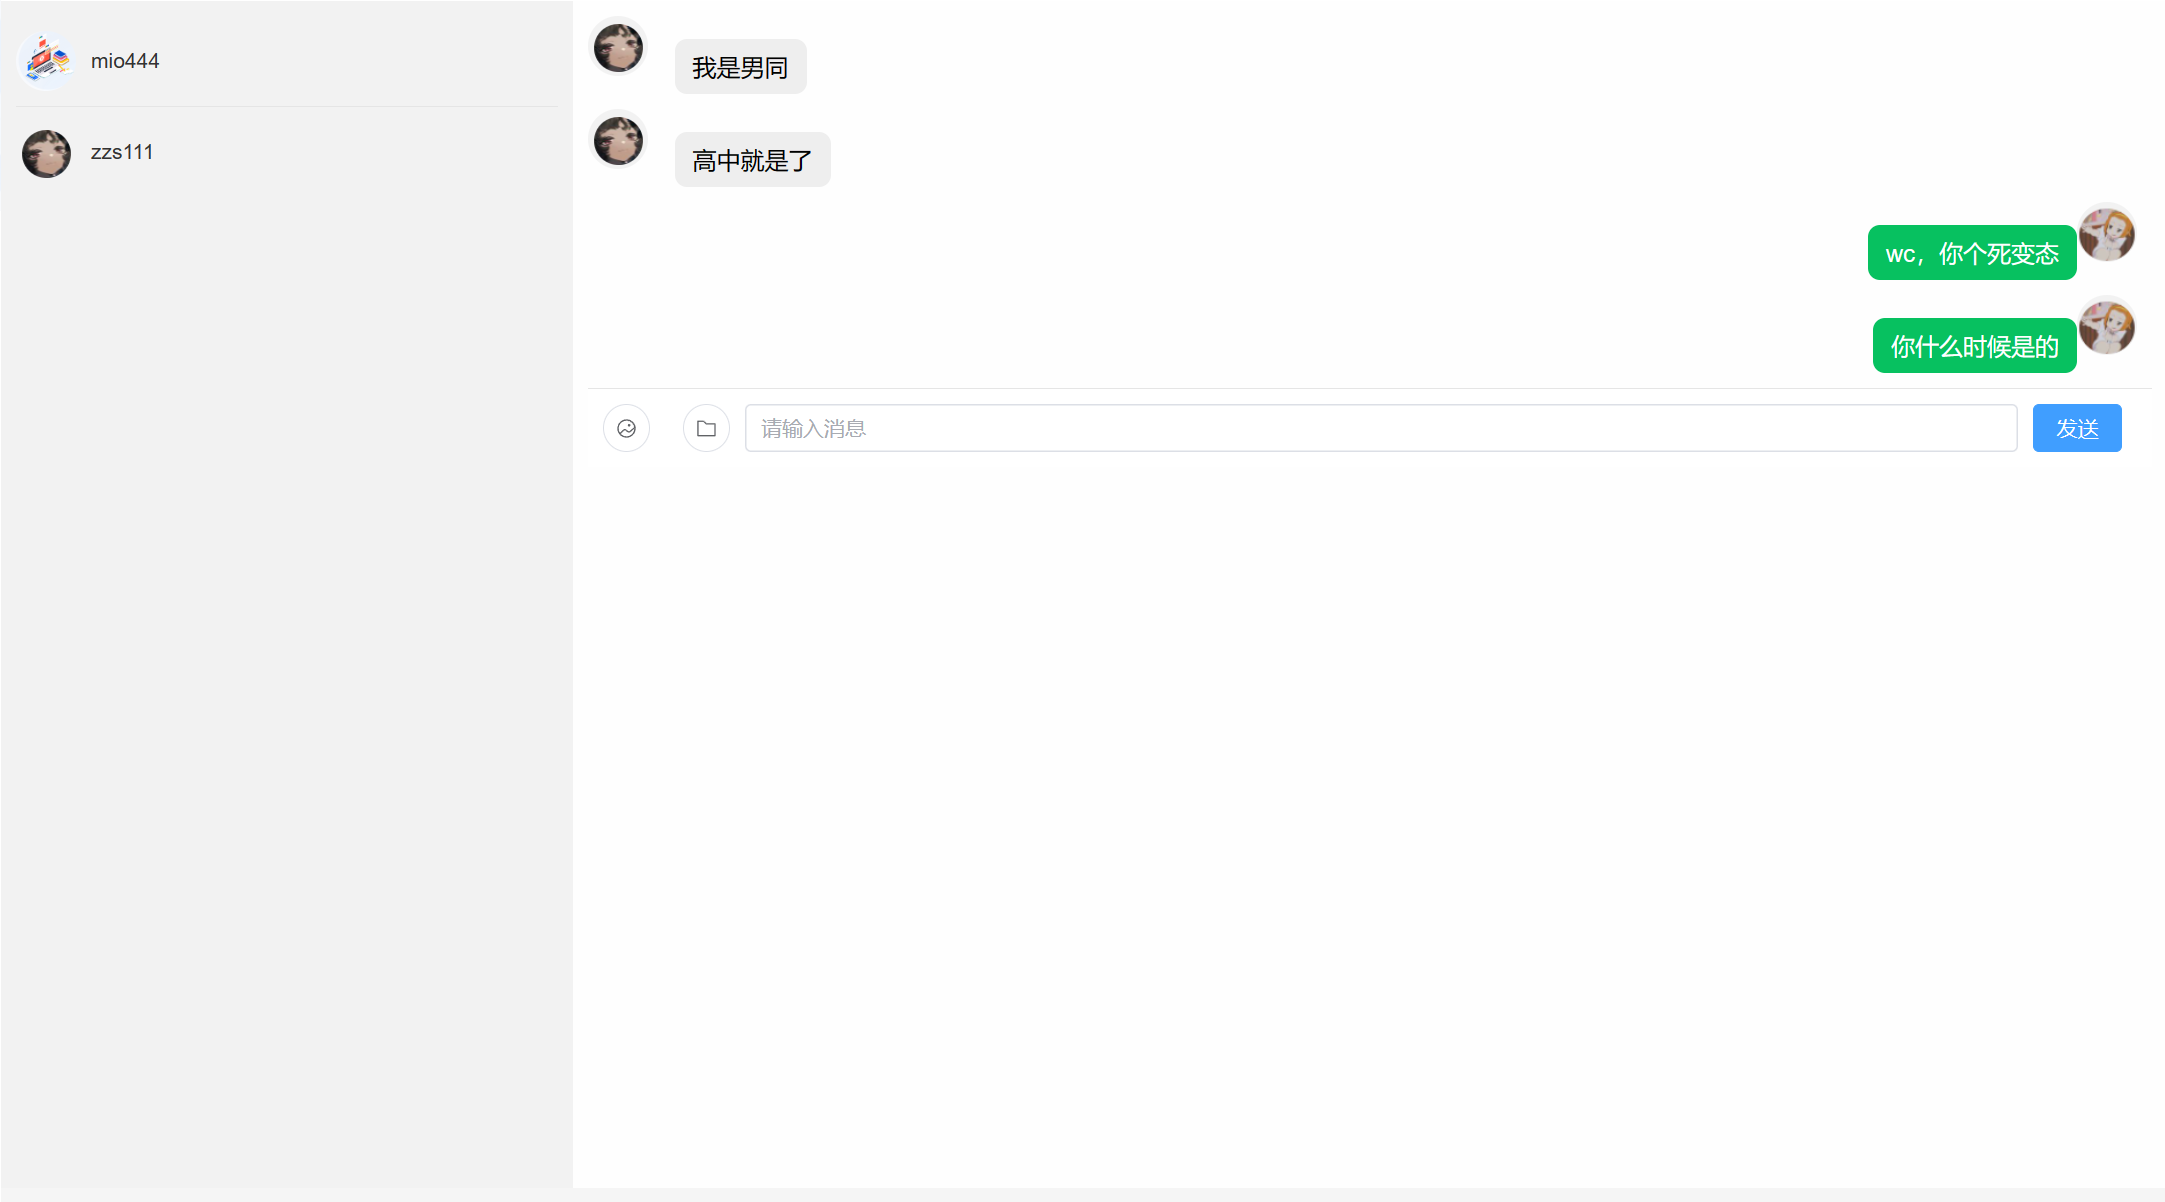 mio444
zzs111
我是男同
高中就是了
wc，你个死变态
你什么时候是的
请输入消息
发送